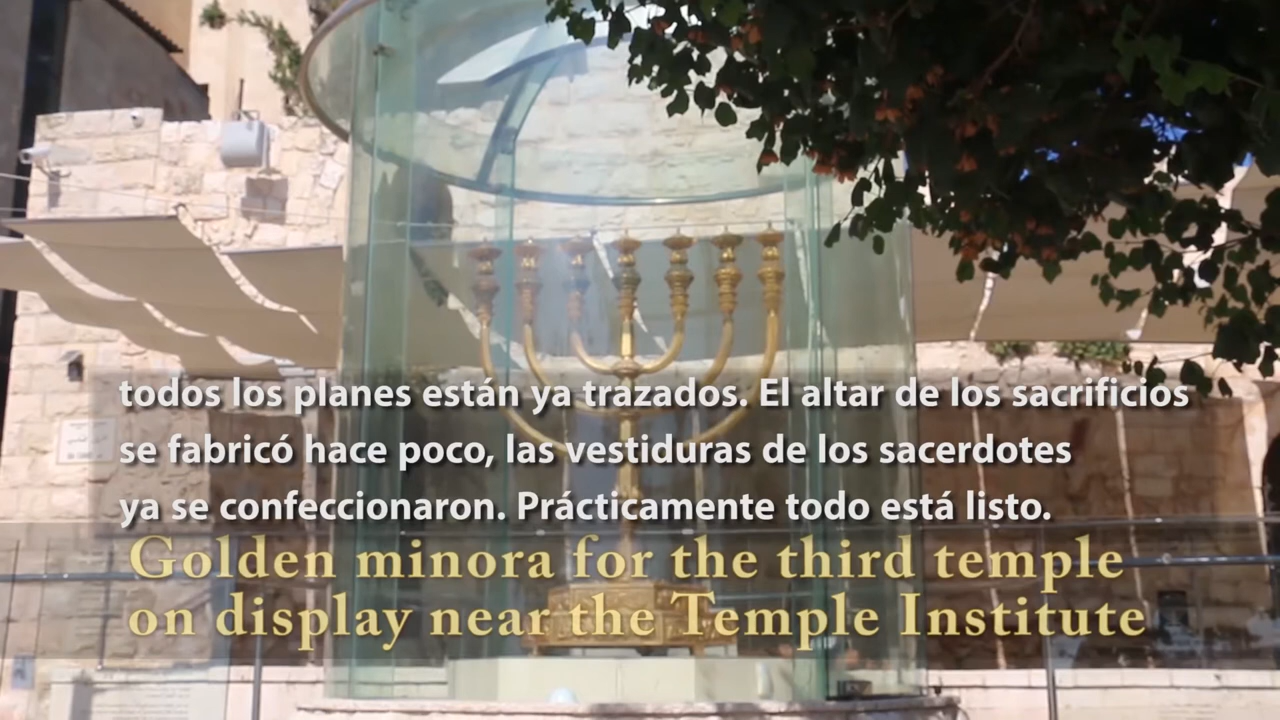 todos los planes están ya trazados. El altar de los sacrificios
se fabricó hace poco, las vestiduras de los sacerdotes
ya se confeccionaron. Prácticamente todo está listo.
Golden minora for the third temple
on display near the Temple Institute